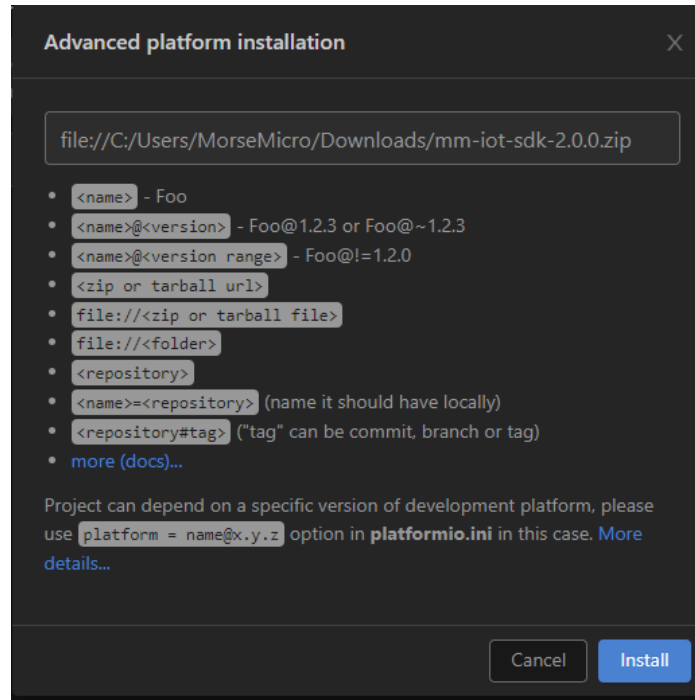 Advanced platform installation X
file://C:/Users/MorseMicro/Downloads/mm-iot-sdk-2.0.0.zip
<name> - Foo
<name>@<version> - Foo@1.2.3 or Foo@~1.2.3
<name>@<version range> - Foo@!=1.2.0
<zip or tarball url>
file://<zip or tarball file>
file://<folder>
<repository>
<name>=<repository> (name it should have locally)
<repository#tag> ("tag" can be commit, branch or tag)
more (docs)...
Project can depend on a specific version of development platform, please
use platform = name@x.y.z option in platformio.ini in this case. More
details...
Cancel Install